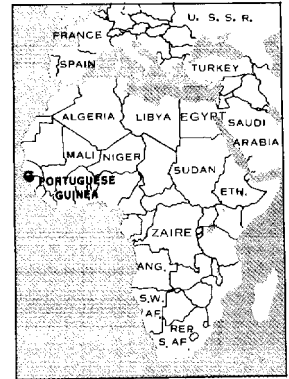 U. S. S. R.
FRANCE
SPAIN
TURKEY
ALGERIA
LIBYA
EGYPT
SAUDI
ARABIA
MALI
NIGER
SUDAN
ETH.
PORTUGUESE
GUINEA
ZAIRE
ANG.
S.W.
AF.
REP.
S. AF.